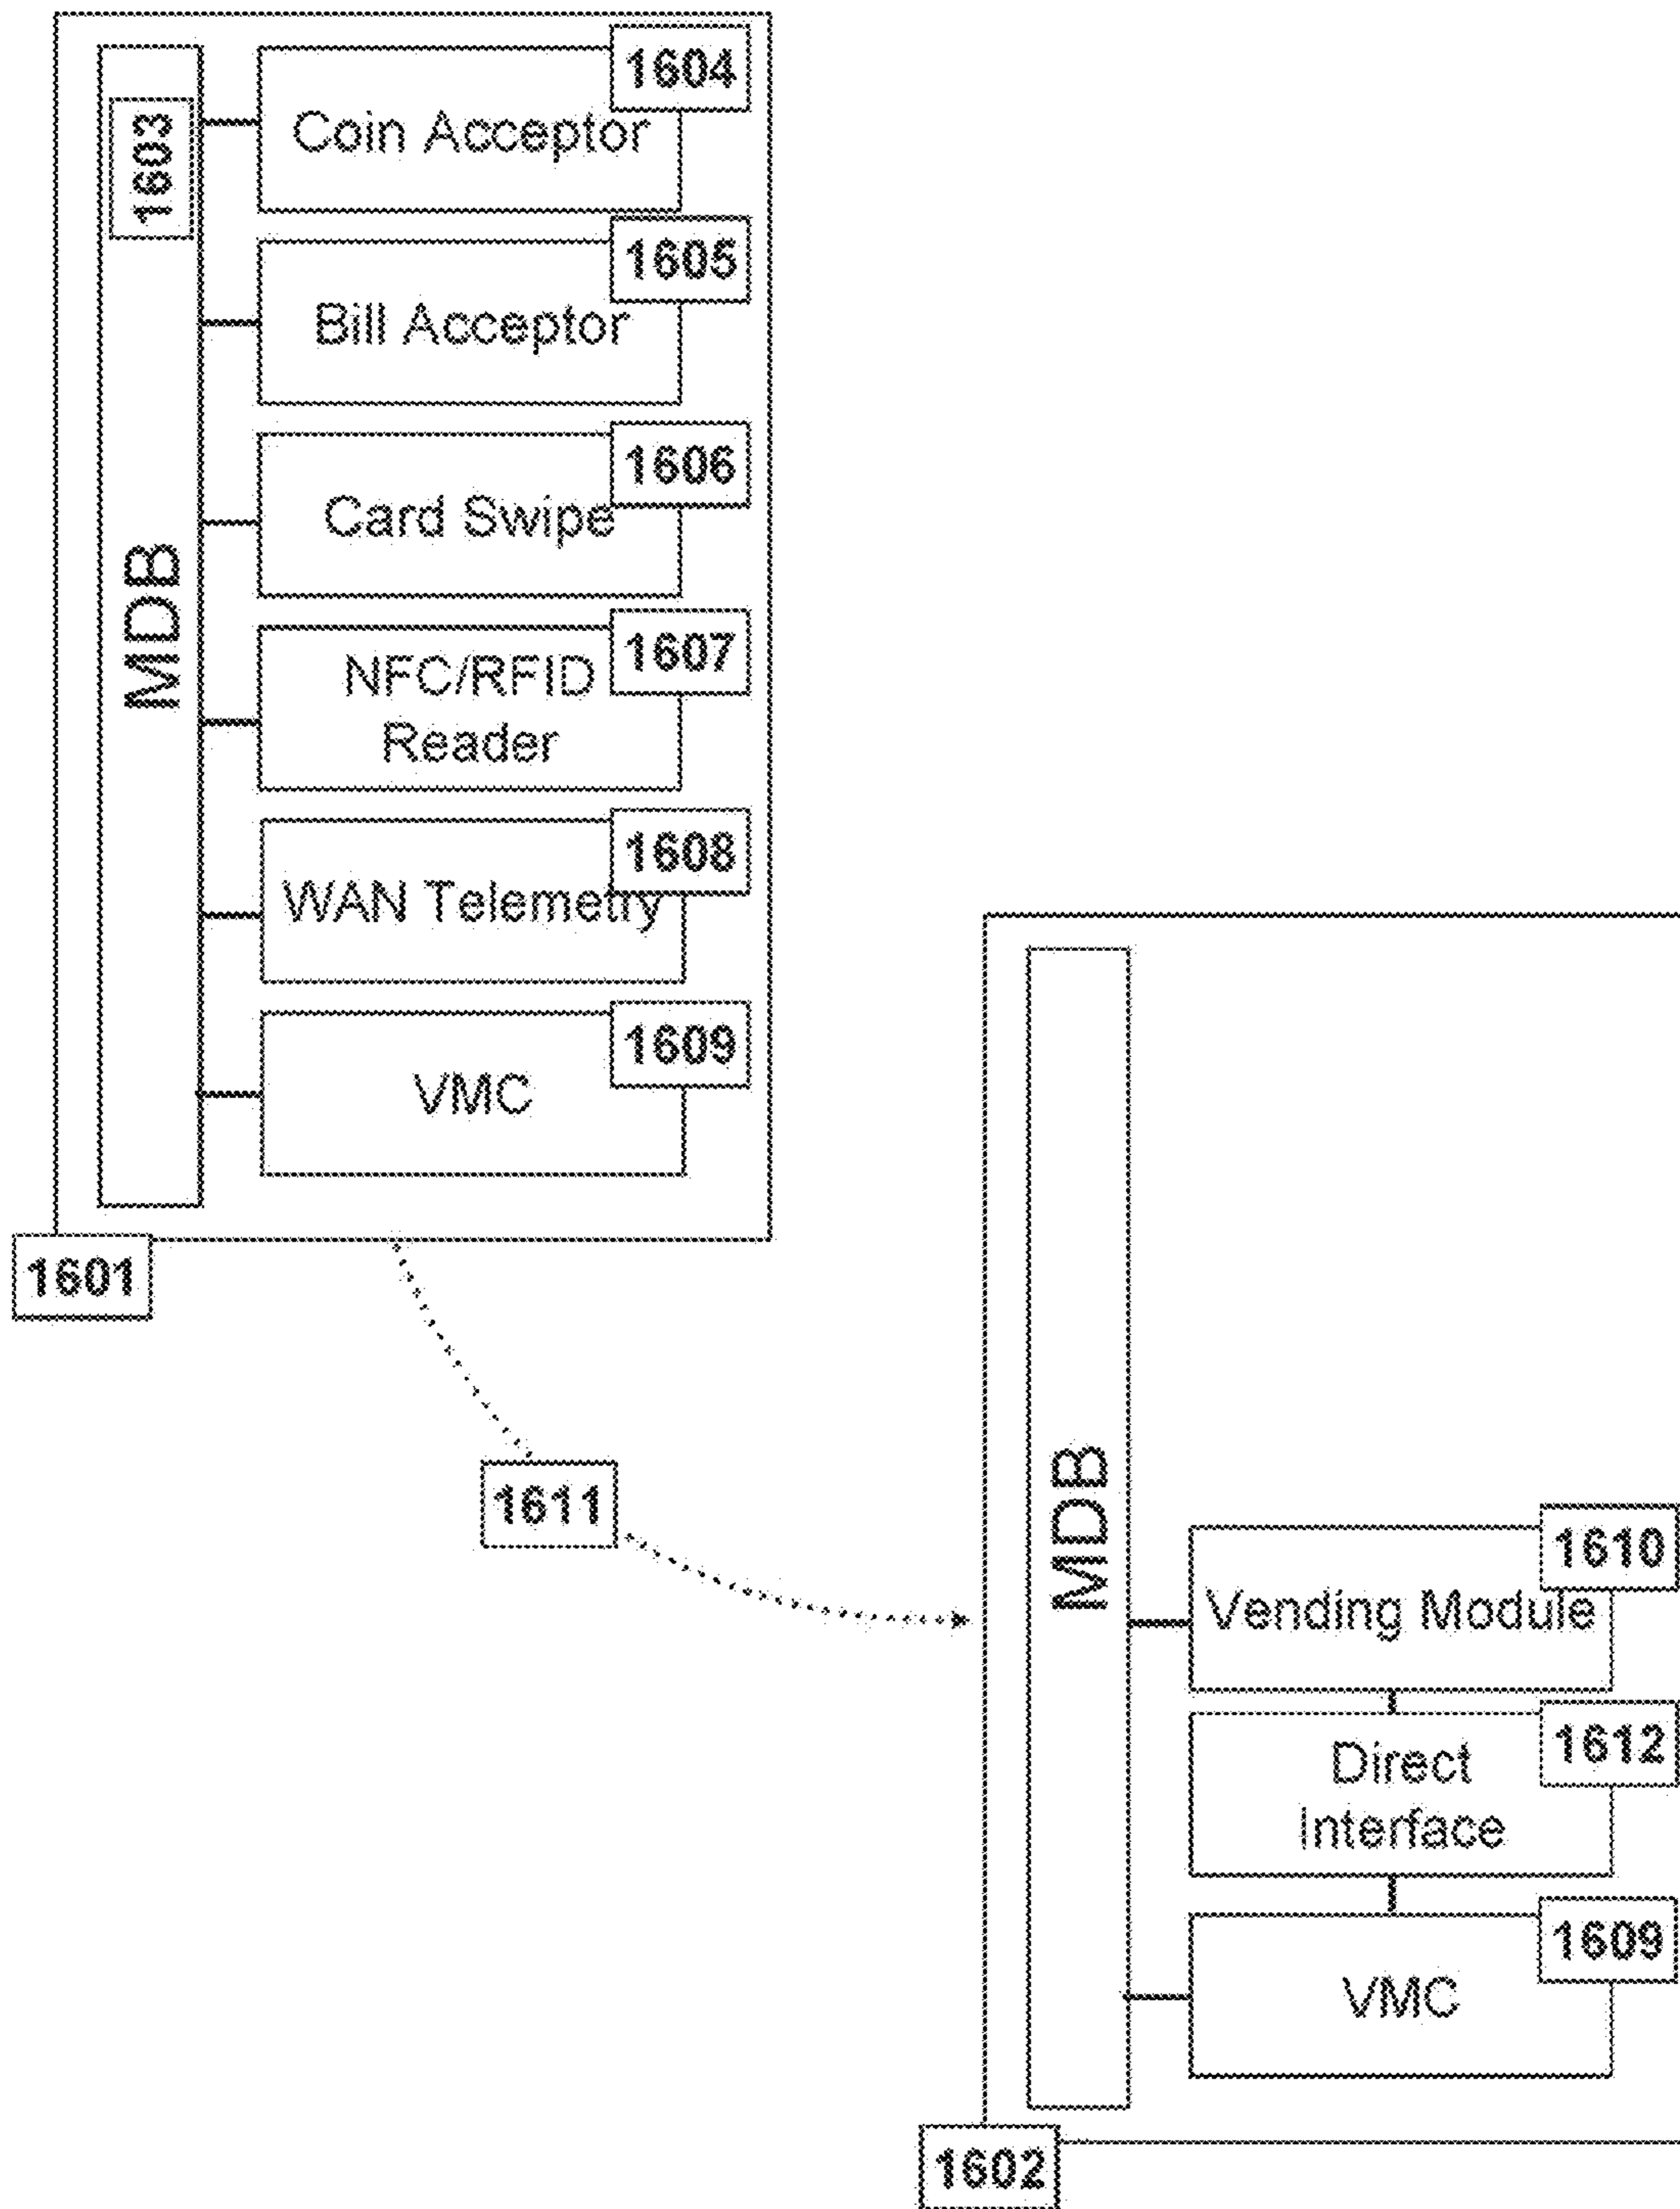 1604
Coin Acceptor
1603
1605
Bill Acceptor
1606
Card Swipe
MDB
1607
NFC/RFID
Reader
1608
WAN Telemetry
1609
VMC
1601
1611
MDB
1610
Vending Module
1612
Direct
Interface
1609
VMC
1602